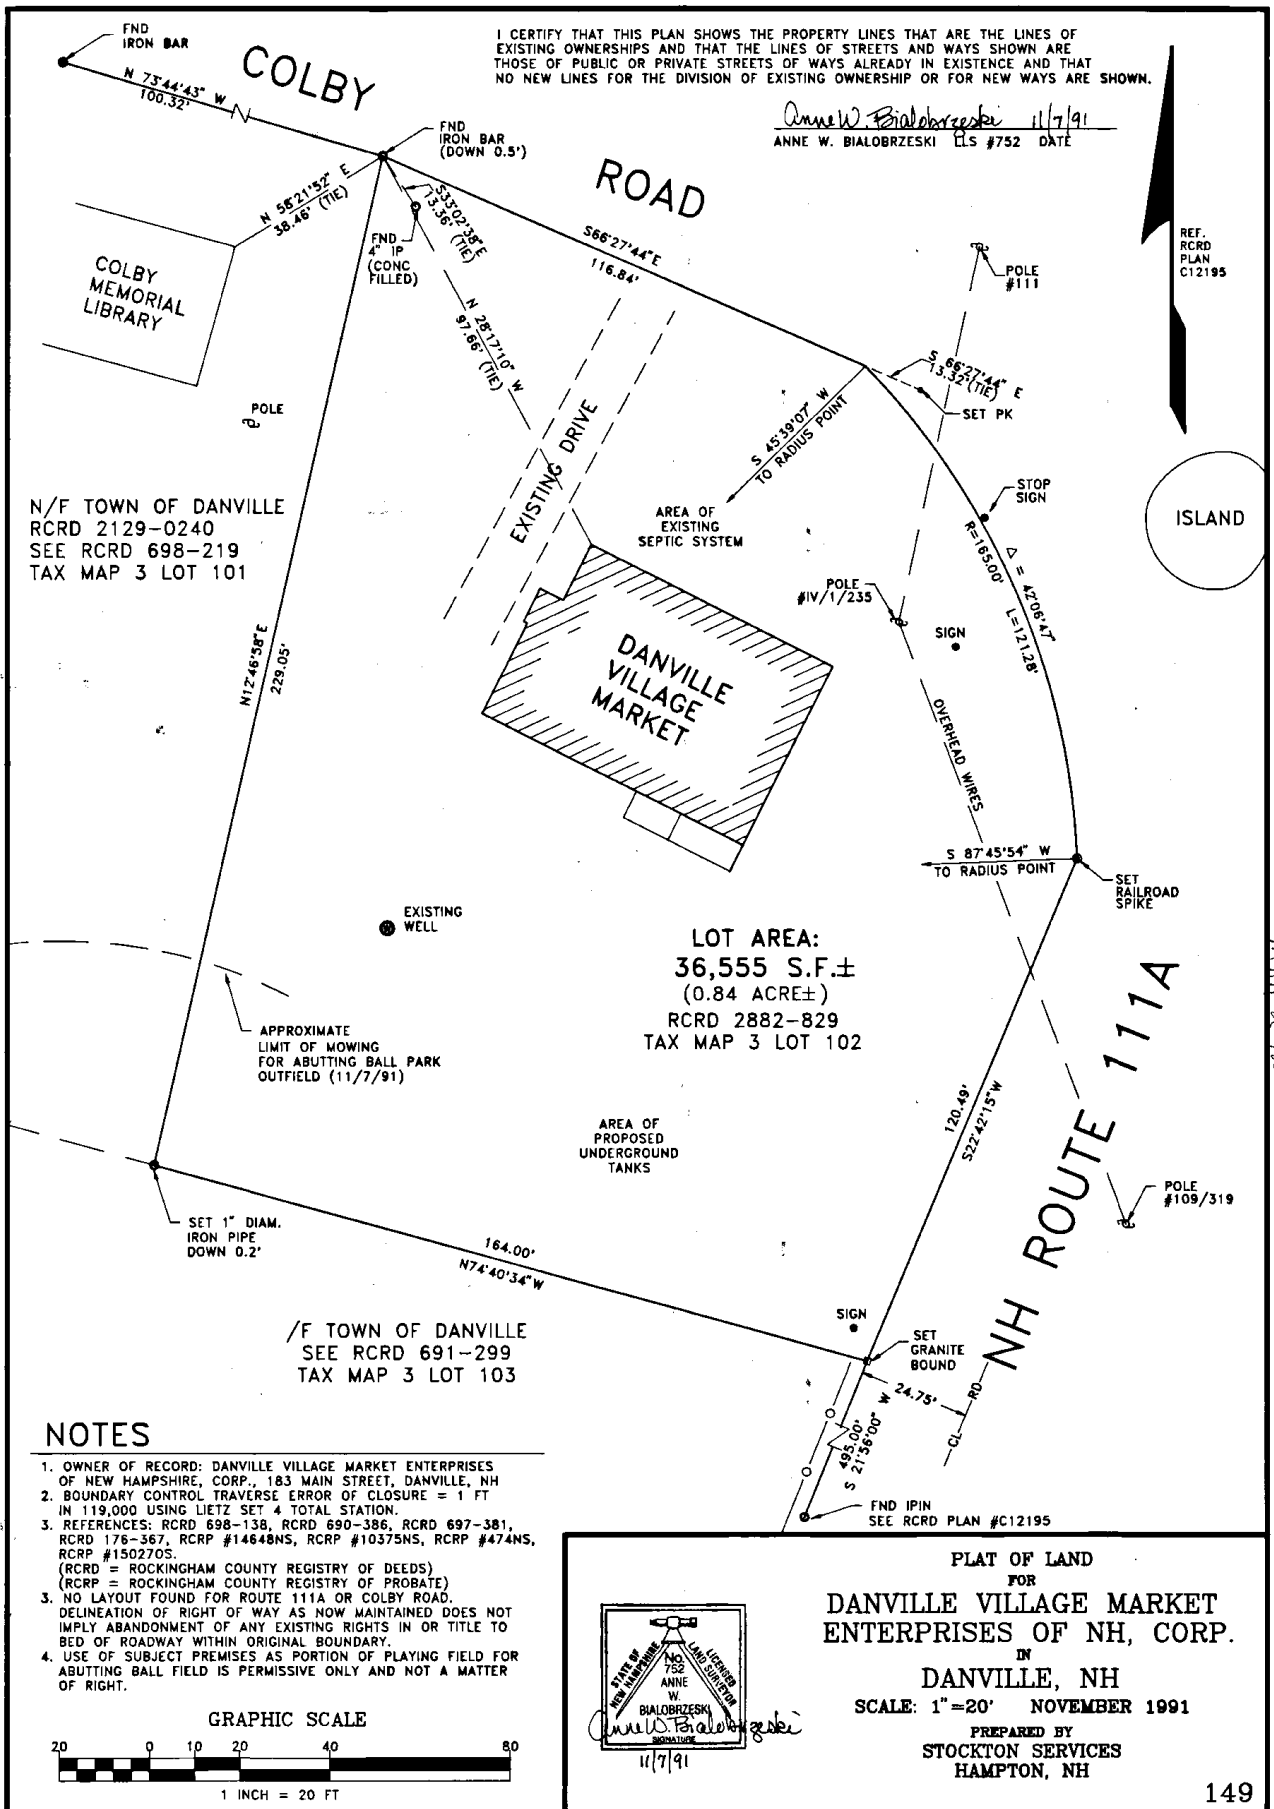 FND
IRON BAR
N 73°44'43" W
100.32'
COLBY
ROAD
I CERTIFY THAT THIS PLAN SHOWS THE PROPERTY LINES THAT ARE THE LINES OF
EXISTING OWNERSHIPS AND THAT THE LINES OF STREETS AND WAYS SHOWN ARE
THOSE OF PUBLIC OR PRIVATE STREETS OF WAYS ALREADY IN EXISTENCE AND THAT
NO NEW LINES FOR THE DIVISION OF EXISTING OWNERSHIP OR FOR NEW WAYS ARE SHOWN.
Anne W. Bialobrzeski 11/7/91
ANNE W. BIALOBRZESKI LLS #752 DATE
FND
IRON BAR
(DOWN 0.5')
N 58°21'52" E
38.46' (TIE)
S33°02'38"E
13.36' (TIE)
FND
4" IP
(CONC
FILLED)
COLBY
MEMORIAL
LIBRARY
S66°27'44"E
116.84'
N 28°17'10" W
97.66' (TIE)
REF.
RCRD
PLAN
C12195
POLE
#111
S 66°27'44" E
13.32' (TIE)
SET PK
POLE
S 45°39'07" W
TO RADIUS POINT
EXISTING DRIVE
STOP
SIGN
ISLAND
N/F TOWN OF DANVILLE
RCRD 2129-0240
SEE RCRD 698-219
TAX MAP 3 LOT 101
AREA OF
EXISTING
SEPTIC SYSTEM
R=165.00'
Δ = 42°06'47"
L=121.28'
POLE
#IV/1/235
SIGN
N12°46'58"E
229.05'
DANVILLE
VILLAGE
MARKET
OVERHEAD WIRES
S 87°45'54" W
TO RADIUS POINT
SET
RAILROAD
SPIKE
EXISTING
WELL
LOT AREA:
36,555 S.F.±
(0.84 ACRE±)
RCRD 2882-829
TAX MAP 3 LOT 102
APPROXIMATE
LIMIT OF MOWING
FOR ABUTTING BALL PARK
OUTFIELD (11/7/91)
NH ROUTE 111A
120.49'
S22°42'15"W
AREA OF
PROPOSED
UNDERGROUND
TANKS
POLE
#109/319
SET 1" DIAM.
IRON PIPE
DOWN 0.2'
164.00'
N74°40'34"W
SIGN
SET
GRANITE
BOUND
/F TOWN OF DANVILLE
SEE RCRD 691-299
TAX MAP 3 LOT 103
24.75'
CL RD
495.00'
S 21°56'00" W
FND IPIN
SEE RCRD PLAN #C12195
NOTES
1. OWNER OF RECORD: DANVILLE VILLAGE MARKET ENTERPRISES
OF NEW HAMPSHIRE, CORP., 183 MAIN STREET, DANVILLE, NH
2. BOUNDARY CONTROL TRAVERSE ERROR OF CLOSURE = 1 FT
IN 119,000 USING LIETZ SET 4 TOTAL STATION.
3. REFERENCES: RCRD 698-138, RCRD 690-386, RCRD 697-381,
RCRD 176-367, RCRP #14648NS, RCRP #10375NS, RCRP #474NS,
RCRP #15027OS.
(RCRD = ROCKINGHAM COUNTY REGISTRY OF DEEDS)
(RCRP = ROCKINGHAM COUNTY REGISTRY OF PROBATE)
3. NO LAYOUT FOUND FOR ROUTE 111A OR COLBY ROAD.
DELINEATION OF RIGHT OF WAY AS NOW MAINTAINED DOES NOT
IMPLY ABANDONMENT OF ANY EXISTING RIGHTS IN OR TITLE TO
BED OF ROADWAY WITHIN ORIGINAL BOUNDARY.
4. USE OF SUBJECT PREMISES AS PORTION OF PLAYING FIELD FOR
ABUTTING BALL FIELD IS PERMISSIVE ONLY AND NOT A MATTER
OF RIGHT.
GRAPHIC SCALE
20 0 10 20 40 80
1 INCH = 20 FT
STATE OF
NEW HAMPSHIRE
LICENSED
LAND SURVEYOR
No.
752
ANNE
W.
BIALOBRZESKI
Anne W. Bialobrzeski
SIGNATURE
11/7/91
PLAT OF LAND
FOR
DANVILLE VILLAGE MARKET
ENTERPRISES OF NH, CORP.
IN
DANVILLE, NH
SCALE: 1"=20' NOVEMBER 1991
PREPARED BY
STOCKTON SERVICES
HAMPTON, NH
149